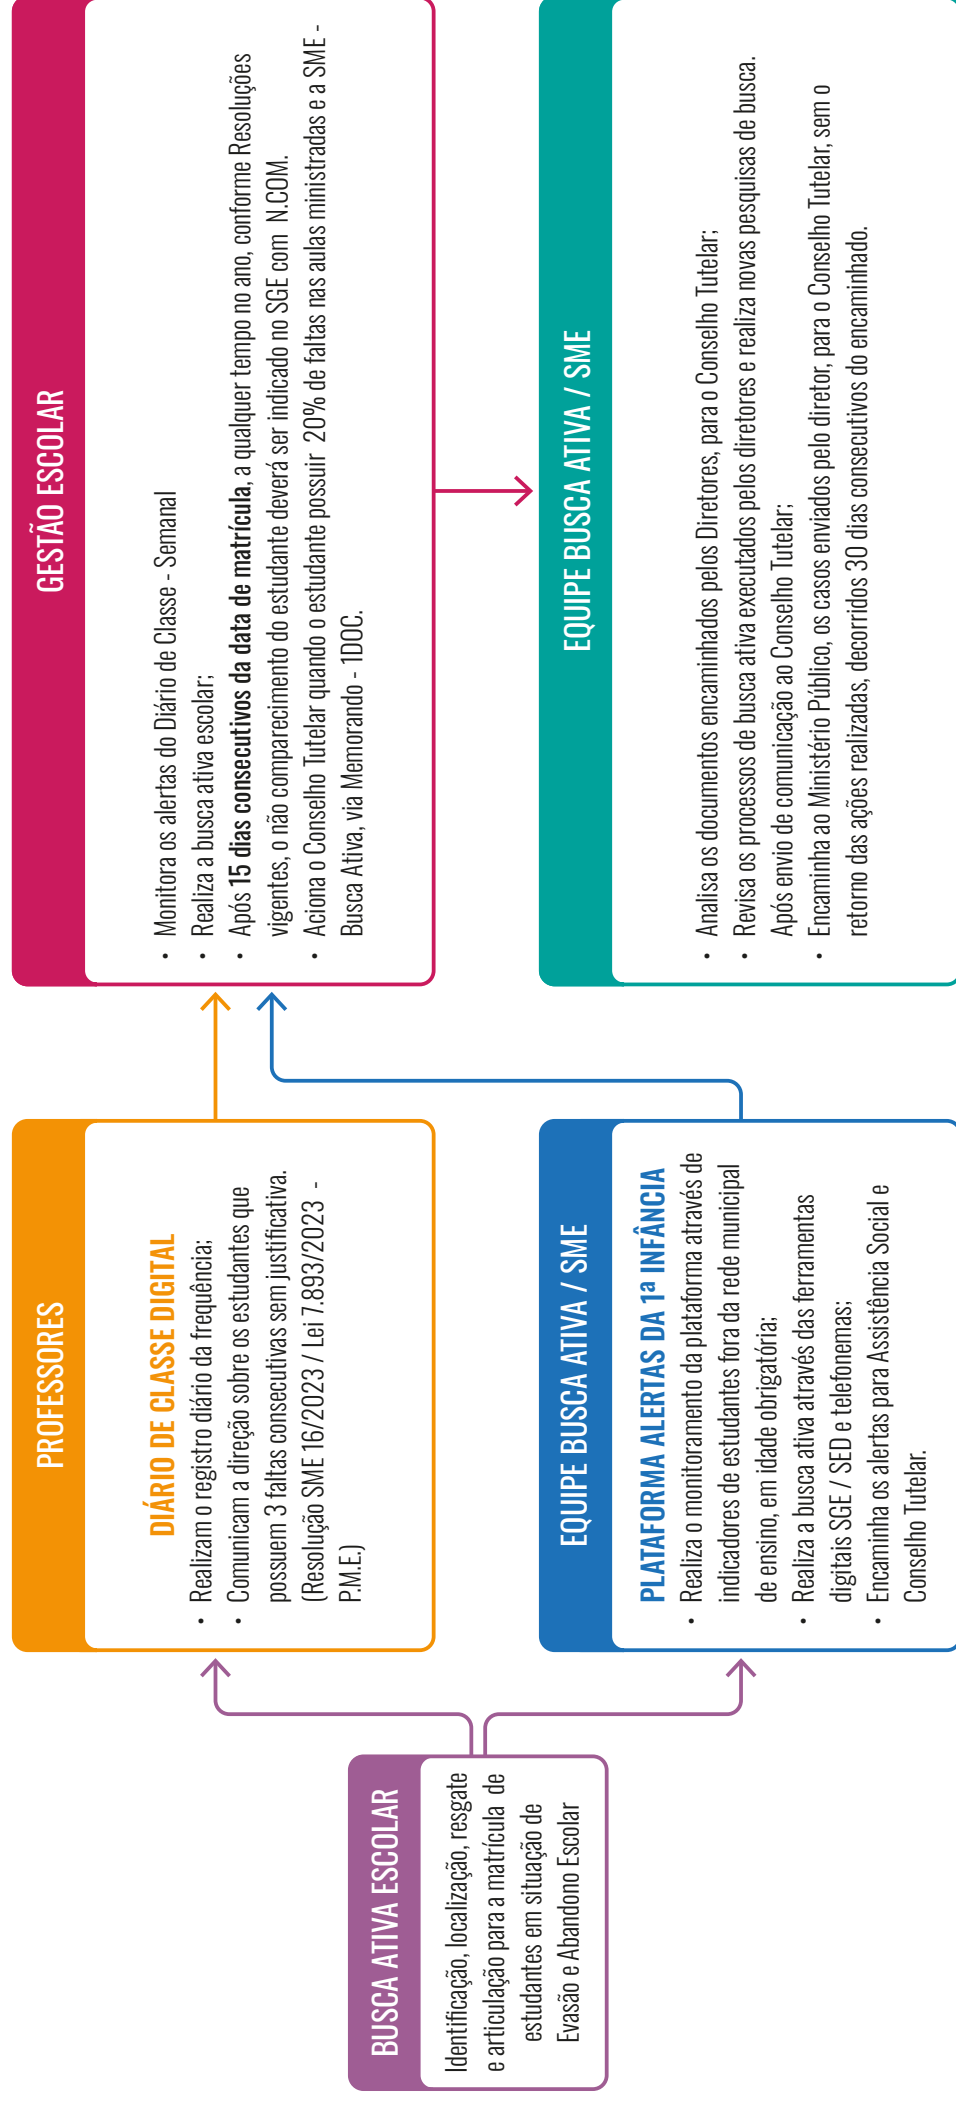 BUSCA ATIVA ESCOLAR
Identificação, localização, resgate
e articulação para a matrícula de
estudantes em situação de
Evasão e Abandono Escolar
PROFESSORES
DIÁRIO DE CLASSE DIGITAL
• Realizam o registro diário da frequência;
• Comunicam a direção sobre os estudantes que
possuem 3 faltas consecutivas sem justificativa.
(Resolução SME 16/2023 / Lei 7.893/2023 -
P.M.E.)
EQUIPE BUSCA ATIVA / SME
PLATAFORMA ALERTAS DA 1ª INFÂNCIA
• Realiza o monitoramento da plataforma através de
indicadores de estudantes fora da rede municipal
de ensino, em idade obrigatória;
• Realiza a busca ativa através das ferramentas
digitais SGE / SED e telefonemas;
• Encaminha os alertas para Assistência Social e
Conselho Tutelar.
GESTÃO ESCOLAR
• Monitora os alertas do Diário de Classe - Semanal
• Realiza a busca ativa escolar;
• Após 15 dias consecutivos da data de matrícula, a qualquer tempo no ano, conforme Resoluções
vigentes, o não comparecimento do estudante deverá ser indicado no SGE com N.COM.
• Aciona o Conselho Tutelar quando o estudante possuir 20% de faltas nas aulas ministradas e a SME -
Busca Ativa, via Memorando - 1DOC.
EQUIPE BUSCA ATIVA / SME
• Analisa os documentos encaminhados pelos Diretores, para o Conselho Tutelar;
• Revisa os processos de busca ativa executados pelos diretores e realiza novas pesquisas de busca.
Após envio de comunicação ao Conselho Tutelar;
• Encaminha ao Ministério Público, os casos enviados pelo diretor, para o Conselho Tutelar, sem o
retorno das ações realizadas, decorridos 30 dias consecutivos do encaminhado.